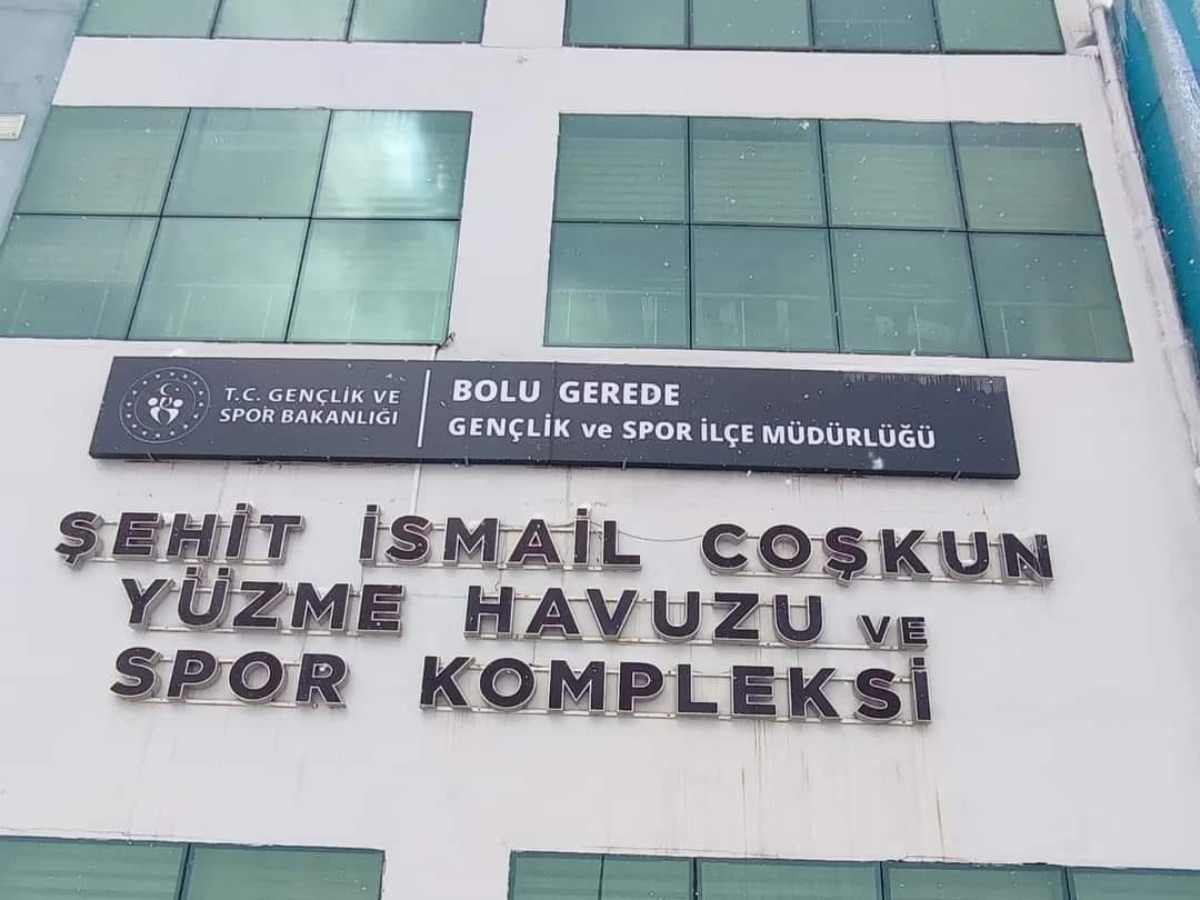 T.C. GENÇLİK VE
SPOR BAKANLIĞI
BOLU GEREDE
GENÇLİK ve SPOR İLÇE MÜDÜRLÜĞÜ
ŞEHİT İSMAİL COŞKUN
YÜZME HAVUZU VE
SPOR KOMPLEKSİ